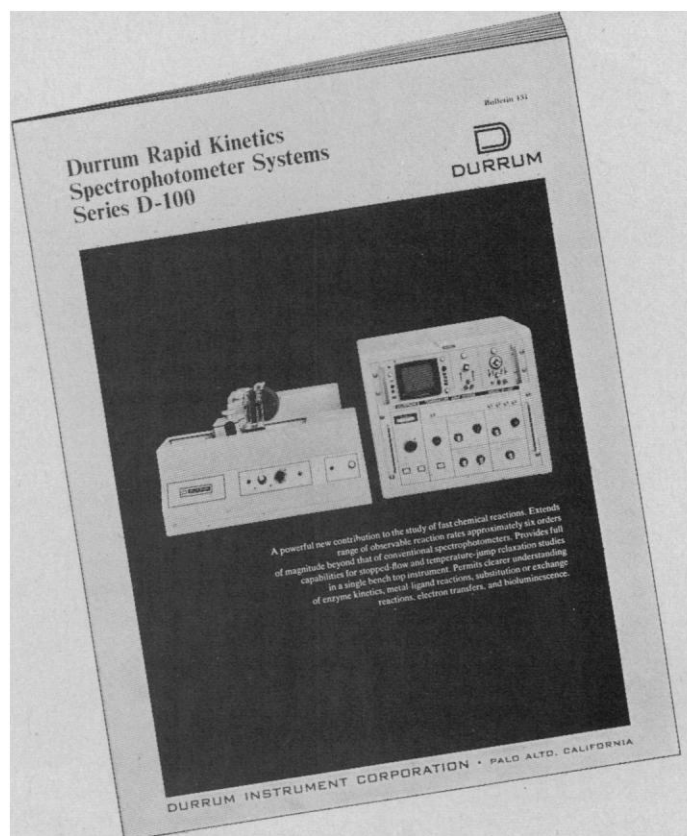 Bulletin 131
Durrum Rapid Kinetics
Spectrophotometer Systems
Series D-100
D
DURRUM
A powerful new contribution to the study of fast chemical reactions. Extends
range of observable reaction rates approximately six orders
of magnitude beyond that of conventional spectrophotometers. Provides full
capabilities for stopped-flow and temperature-jump relaxation studies
in a single bench top instrument. Permits clearer understanding
of enzyme kinetics, metal-ligand reactions, substitution or exchange
reactions, electron transfers, and bioluminescence.
DURRUM INSTRUMENT CORPORATION • PALO ALTO, CALIFORNIA